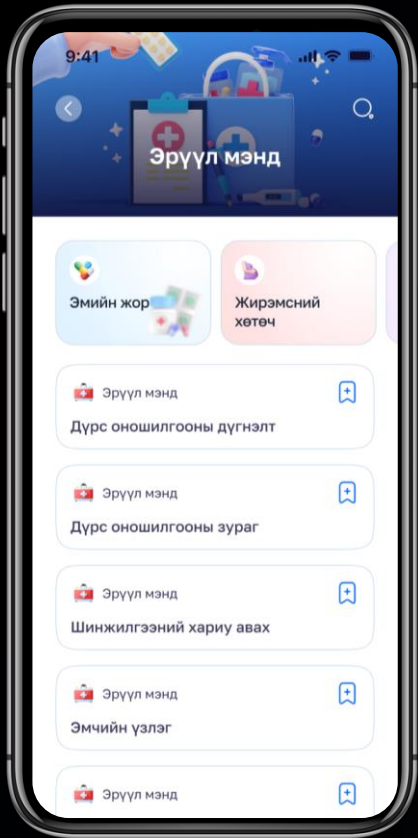 9:41
Эрүүл мэнд
Эмийн жор
Жирэмсний
хөтөч
Эрүүл мэнд
Дүрс оношилгооны дүгнэлт
Эрүүл мэнд
Дүрс оношилгооны зураг
Эрүүл мэнд
Шинжилгээний хариу авах
Эрүүл мэнд
Эмчийн үзлэг
Эрүүл мэнд